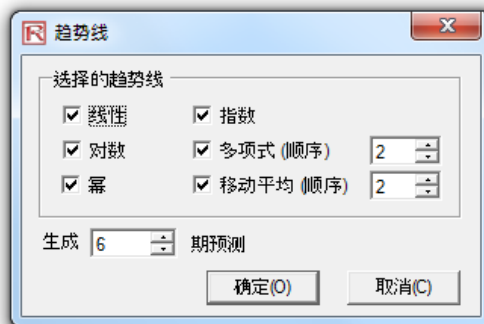 趋势线
选择的趋势线
线性 指数
对数 多项式 (顺序) 2
幂 移动平均 (顺序) 2
生成 6 期预测
确定(O) 取消(C)